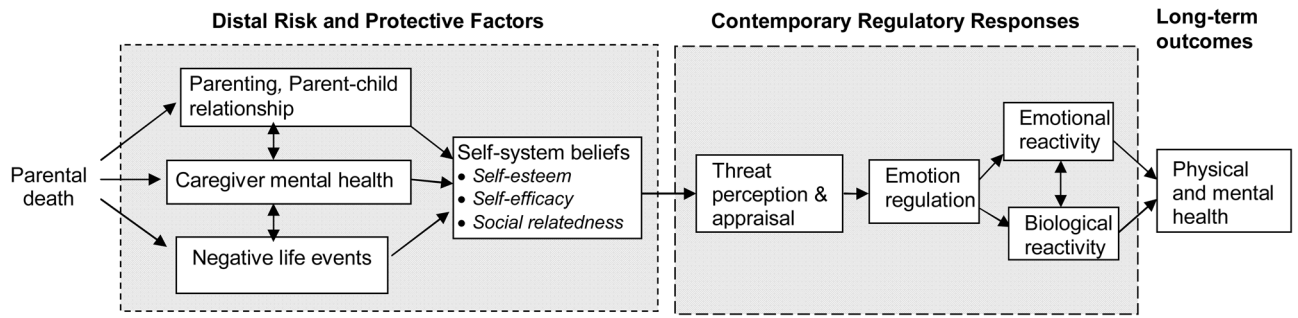 Distal Risk and Protective Factors
Contemporary Regulatory Responses
Long-term
outcomes
Parental
death
Parenting, Parent-child
relationship
Caregiver mental health
Negative life events
Self-system beliefs
• Self-esteem
• Self-efficacy
• Social relatedness
Threat
perception &
appraisal
Emotion
regulation
Emotional
reactivity
Biological
reactivity
Physical
and mental
health